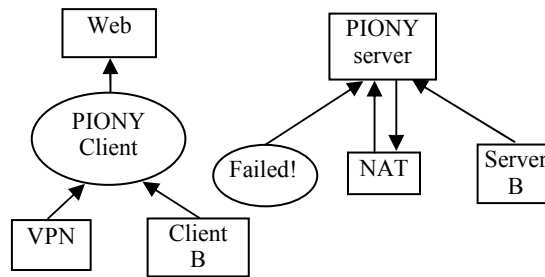 Web
PIONY
server
PIONY
Client
Failed!
NAT
Server
B
VPN
Client
B